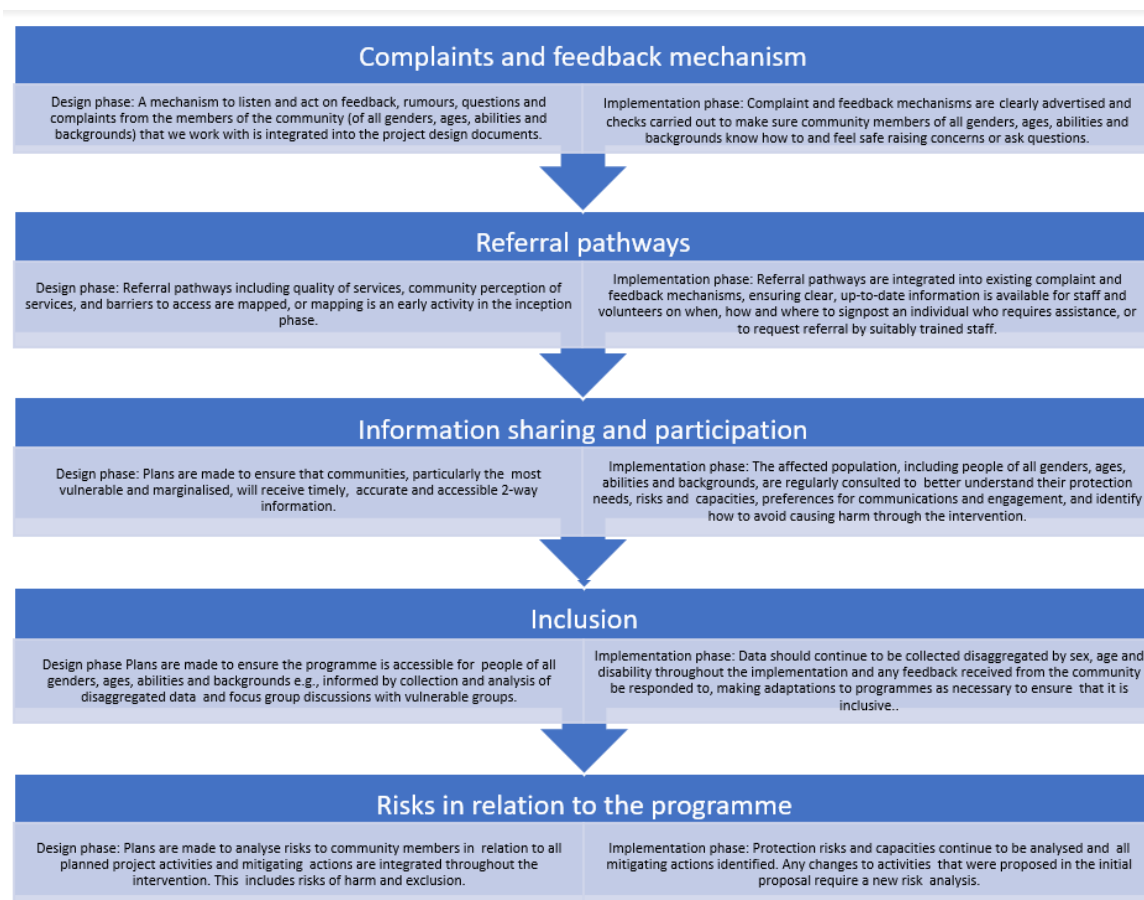 Complaints and feedback mechanism
Design phase: A mechanism to listen and act on feedback, rumours, questions and
complaints from the members of the community (of all genders, ages, abilities and
backgrounds) that we work with is integrated into the project design documents.
Implementation phase: Complaint and feedback mechanisms are clearly advertised and
checks carried out to make sure community members of all genders, ages, abilities and
backgrounds know how to and feel safe raising concerns or ask questions.
Referral pathways
Design phase: Referral pathways including quality of services, community perception of
services, and barriers to access are mapped, or mapping is an early activity in the inception
phase.
Implementation phase: Referral pathways are integrated into existing complaint and
feedback mechanisms, ensuring clear, up-to-date information is available for staff and
volunteers on when, how and where to signpost an individual who requires assistance, or
to request referral by suitably trained staff.
Information sharing and participation
Design phase: Plans are made to ensure that communities, particularly the most
vulnerable and marginalised, will receive timely, accurate and accessible 2-way
information.
Implementation phase: The affected population, including people of all genders, ages,
abilities and backgrounds, are regularly consulted to better understand their protection
needs, risks and capacities, preferences for communications and engagement, and identify
how to avoid causing harm through the intervention.
Inclusion
Design phase Plans are made to ensure the programme is accessible for people of all
genders, ages, abilities and backgrounds e.g., informed by collection and analysis of
disaggregated data and focus group discussions with vulnerable groups.
Implementation phase: Data should continue to be collected disaggregated by sex, age and
disability throughout the implementation and any feedback received from the community
be responded to, making adaptations to programmes as necessary to ensure that it is
inclusive..
Risks in relation to the programme
Design phase: Plans are made to analyse risks to community members in relation to all
planned project activities and mitigating actions are integrated throughout the
intervention. This includes risks of harm and exclusion.
Implementation phase: Protection risks and capacities continue to be analysed and all
mitigating actions identified. Any changes to activities that were proposed in the initial
proposal require a new risk analysis.